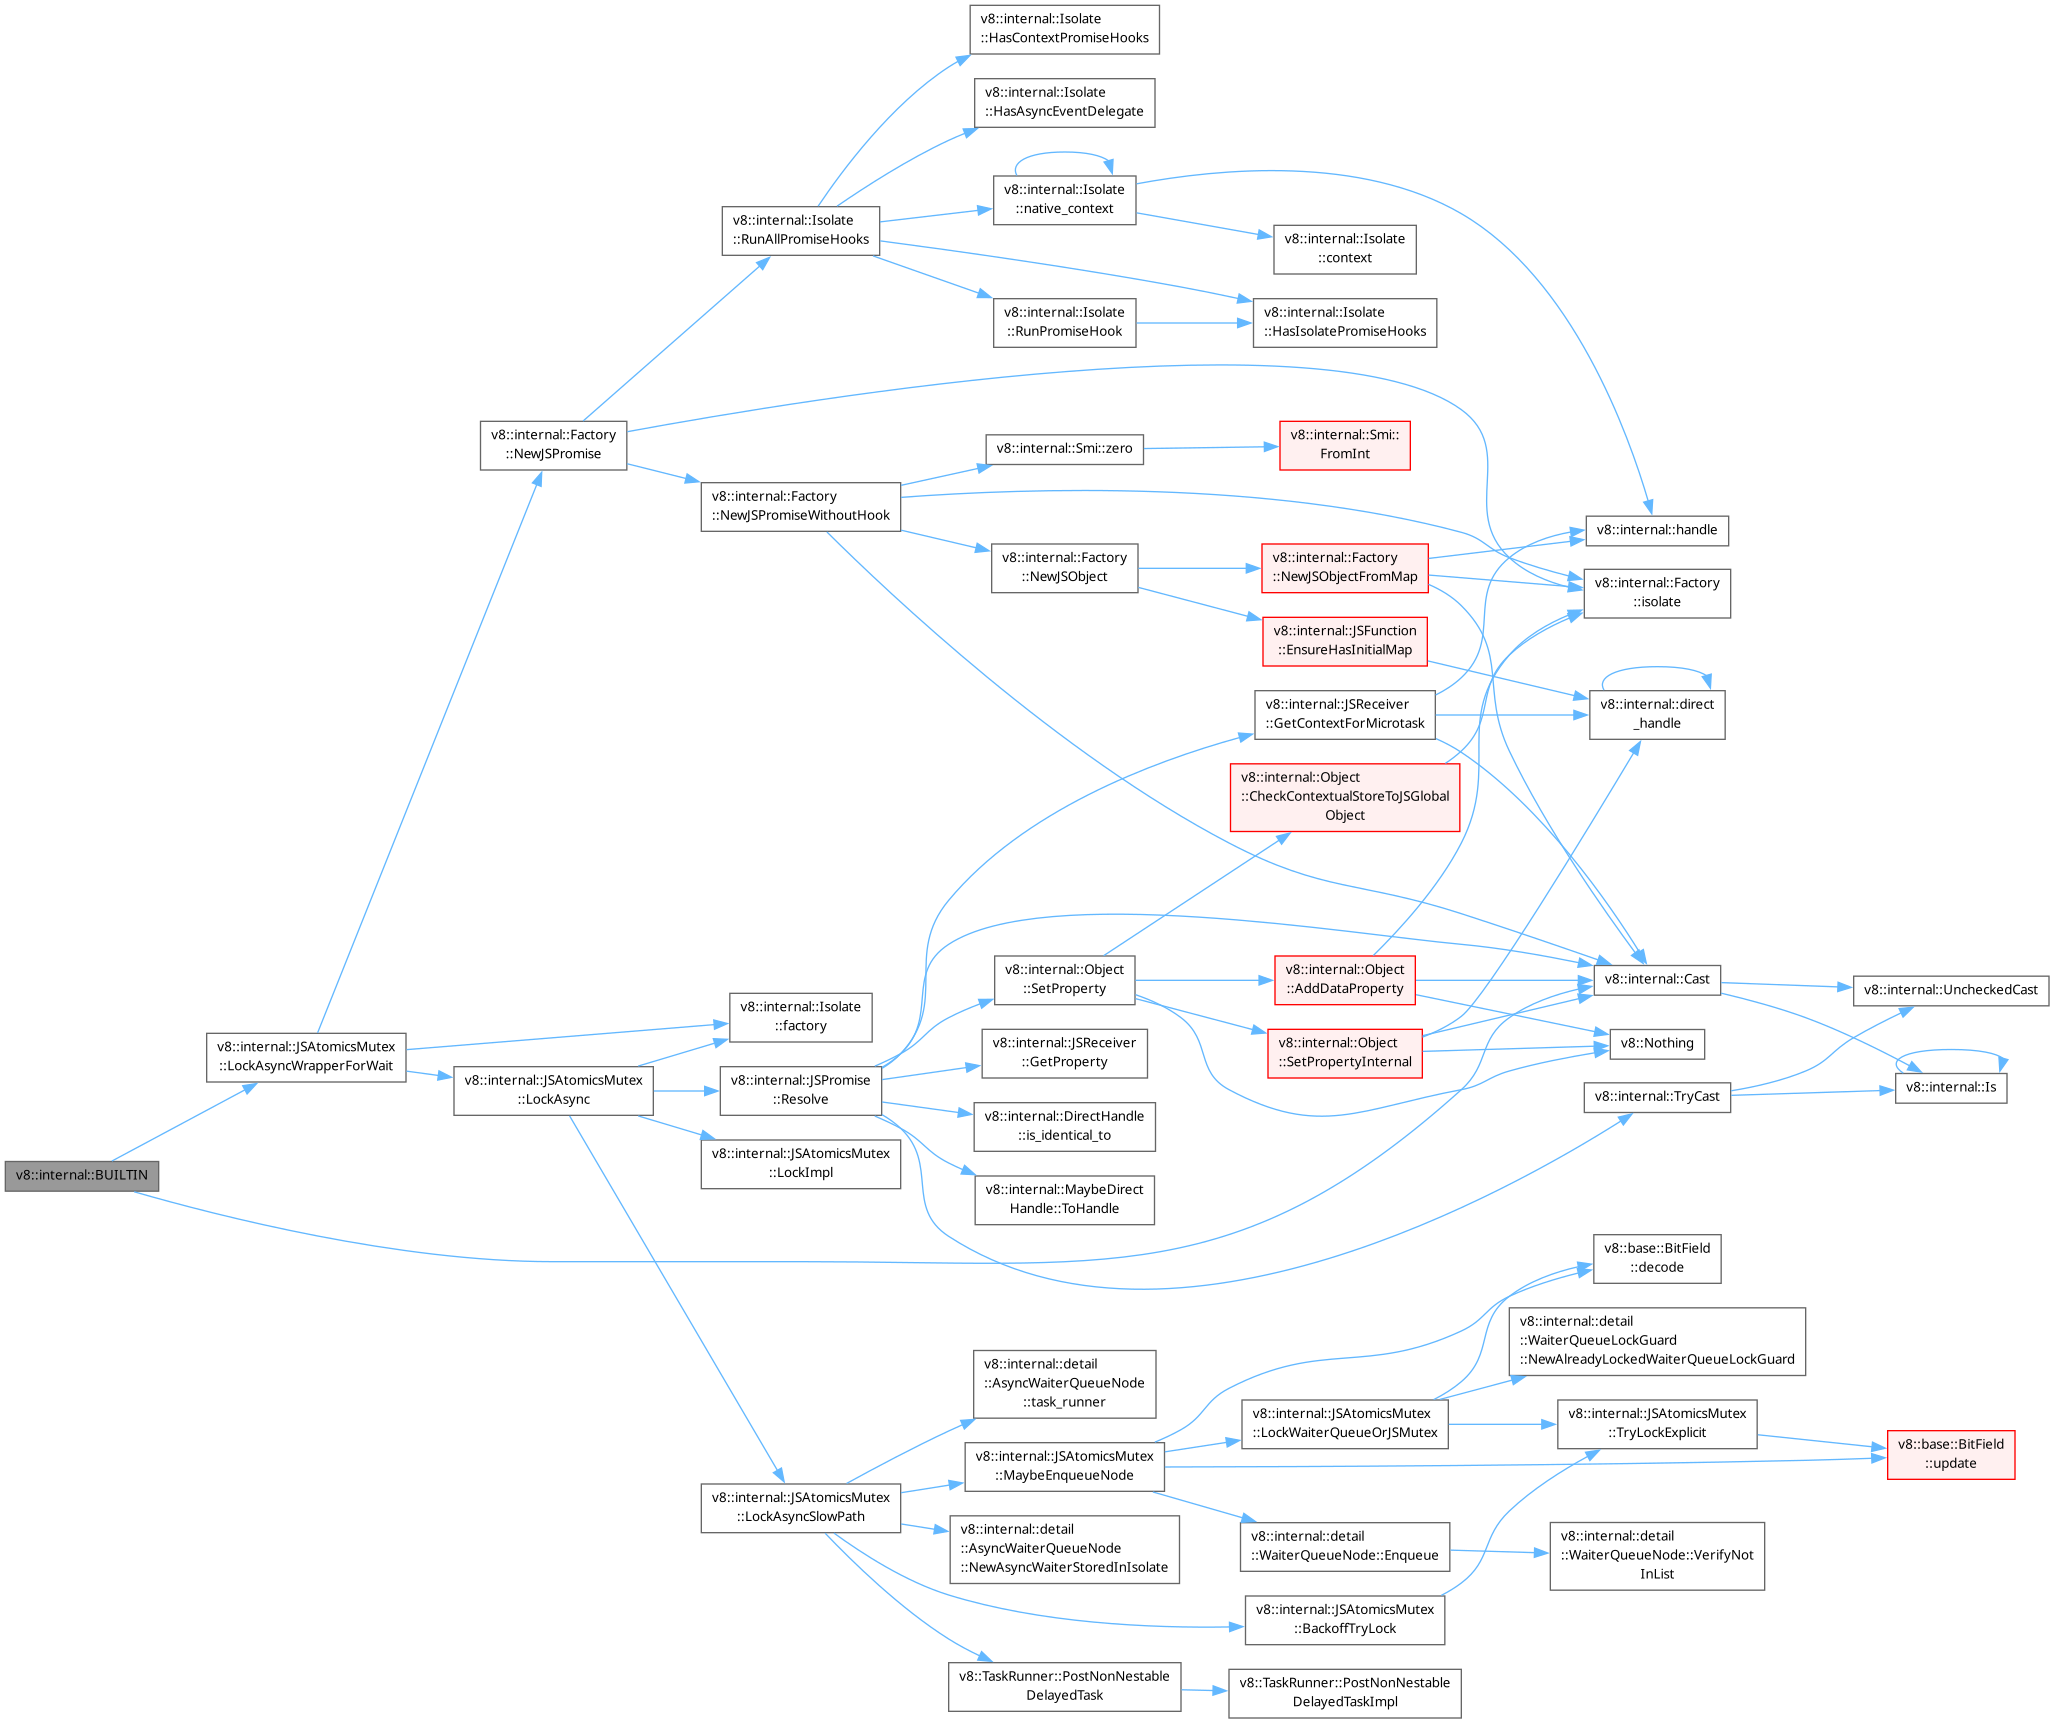 v8::internal::Isolate
::HasContextPromiseHooks
v8::internal::Isolate
::HasAsyncEventDelegate
v8::internal::Isolate
::native_context
v8::internal::Isolate
::RunAllPromiseHooks
v8::internal::Isolate
::context
v8::internal::Isolate
::RunPromiseHook
v8::internal::Isolate
::HasIsolatePromiseHooks
v8::internal::Factory
::NewJSPromise
v8::internal::Smi::zero
v8::internal::Smi::
FromInt
v8::internal::Factory
::NewJSPromiseWithoutHook
v8::internal::handle
v8::internal::Factory
::NewJSObject
v8::internal::Factory
::NewJSObjectFromMap
v8::internal::Factory
::isolate
v8::internal::JSFunction
::EnsureHasInitialMap
v8::internal::JSReceiver
::GetContextForMicrotask
v8::internal::direct
_handle
v8::internal::Object
::CheckContextualStoreToJSGlobal
Object
v8::internal::Object
::SetProperty
v8::internal::Object
::AddDataProperty
v8::internal::Cast
v8::internal::UncheckedCast
v8::internal::Isolate
::factory
v8::internal::JSAtomicsMutex
::LockAsyncWrapperForWait
v8::internal::JSReceiver
::GetProperty
v8::internal::Object
::SetPropertyInternal
v8::Nothing
v8::internal::JSAtomicsMutex
::LockAsync
v8::internal::JSPromise
::Resolve
v8::internal::TryCast
v8::internal::Is
v8::internal::DirectHandle
::is_identical_to
v8::internal::JSAtomicsMutex
::LockImpl
v8::internal::BUILTIN
v8::internal::MaybeDirect
Handle::ToHandle
v8::base::BitField
::decode
v8::internal::detail
::WaiterQueueLockGuard
::NewAlreadyLockedWaiterQueueLockGuard
v8::internal::detail
::AsyncWaiterQueueNode
::task_runner
v8::internal::JSAtomicsMutex
::LockWaiterQueueOrJSMutex
v8::internal::JSAtomicsMutex
::TryLockExplicit
v8::base::BitField
::update
v8::internal::JSAtomicsMutex
::MaybeEnqueueNode
v8::internal::JSAtomicsMutex
::LockAsyncSlowPath
v8::internal::detail
::AsyncWaiterQueueNode
::NewAsyncWaiterStoredInIsolate
v8::internal::detail
::WaiterQueueNode::Enqueue
v8::internal::detail
::WaiterQueueNode::VerifyNot
InList
v8::internal::JSAtomicsMutex
::BackoffTryLock
v8::TaskRunner::PostNonNestable
DelayedTask
v8::TaskRunner::PostNonNestable
DelayedTaskImpl